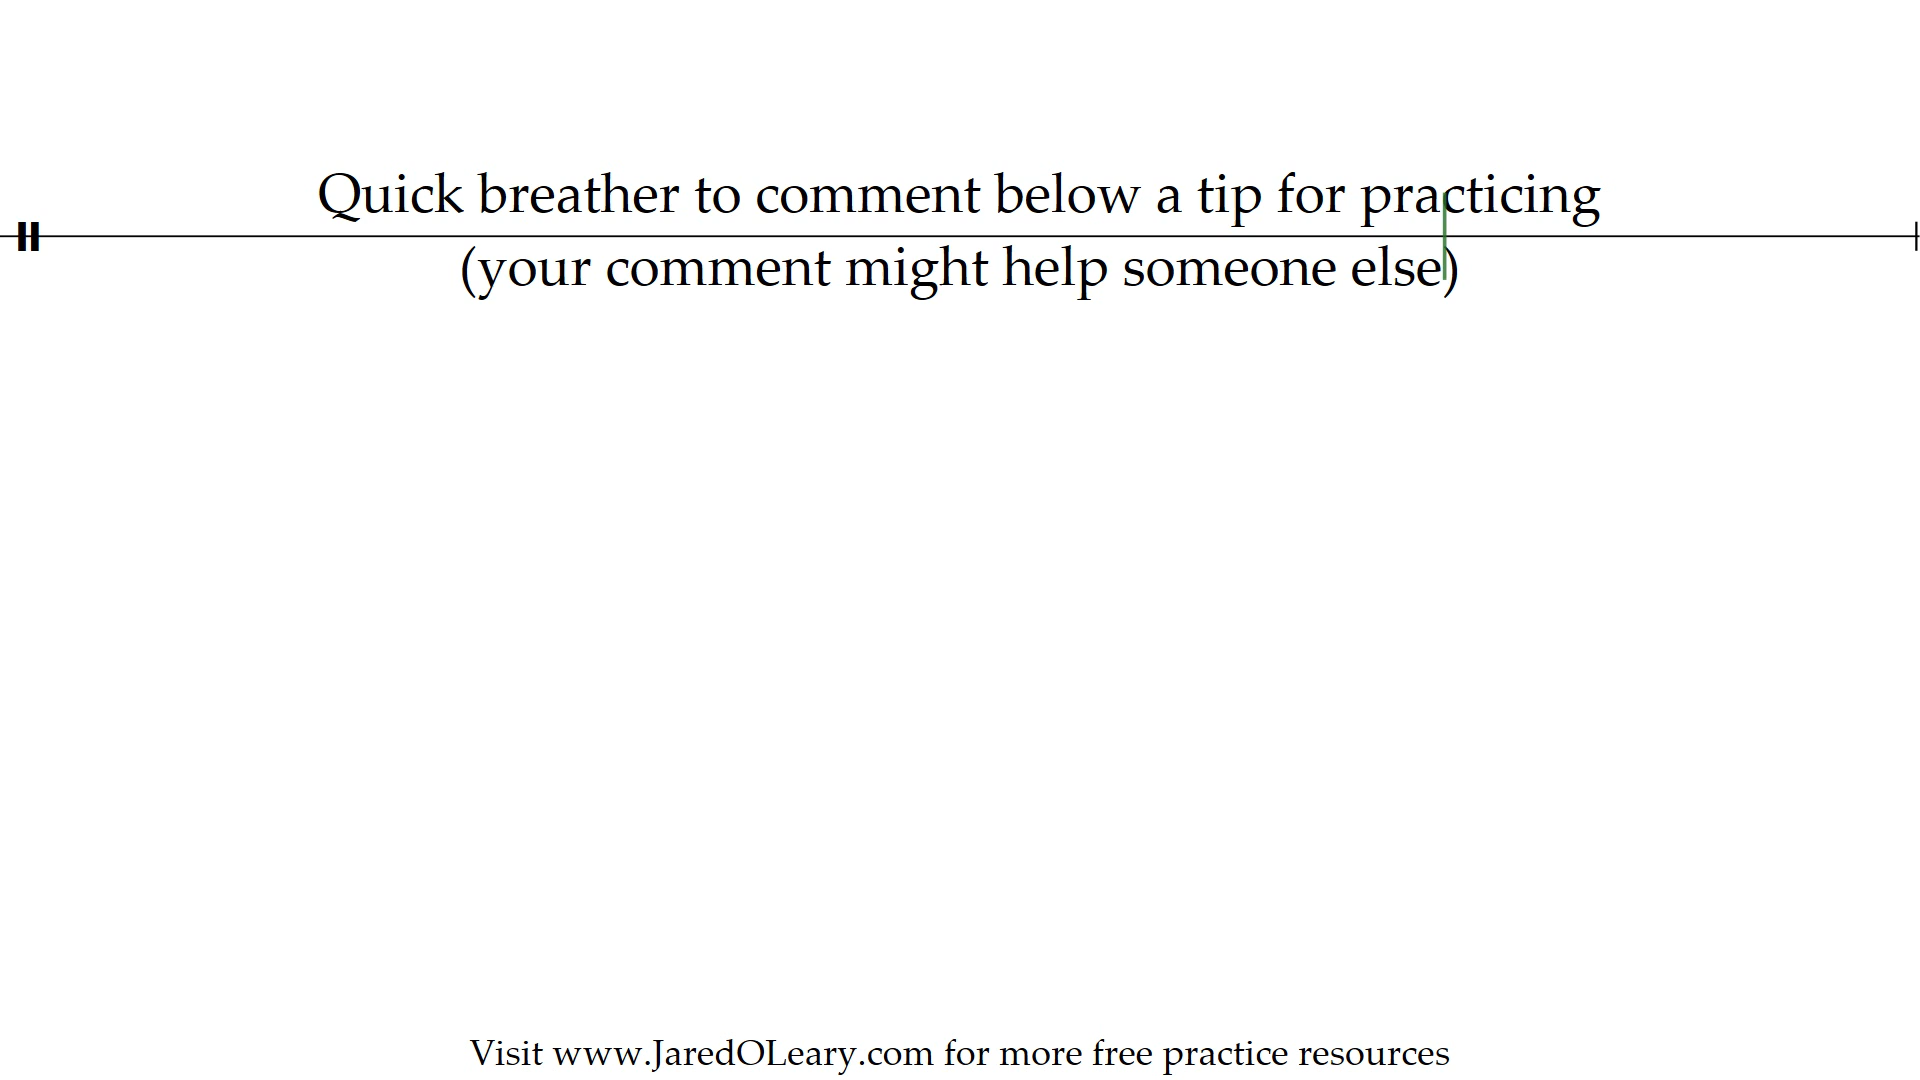 Quick breather to comment below a tip for practicing
(your comment might help someone else)
Visit www.JaredOLeary.com for more free practice resources